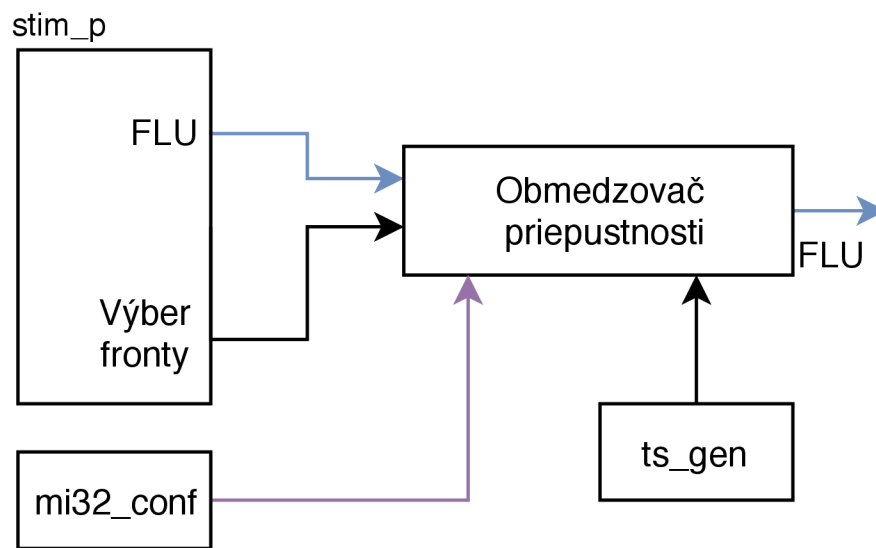 stim_p
FLU
Obmedzovač
priepustnosti
FLU
Výber
fronty
ts_gen
mi32_conf